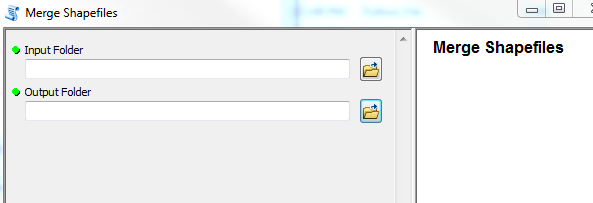 Merge Shapefiles
Input Folder
Output Folder
Merge Shapefiles